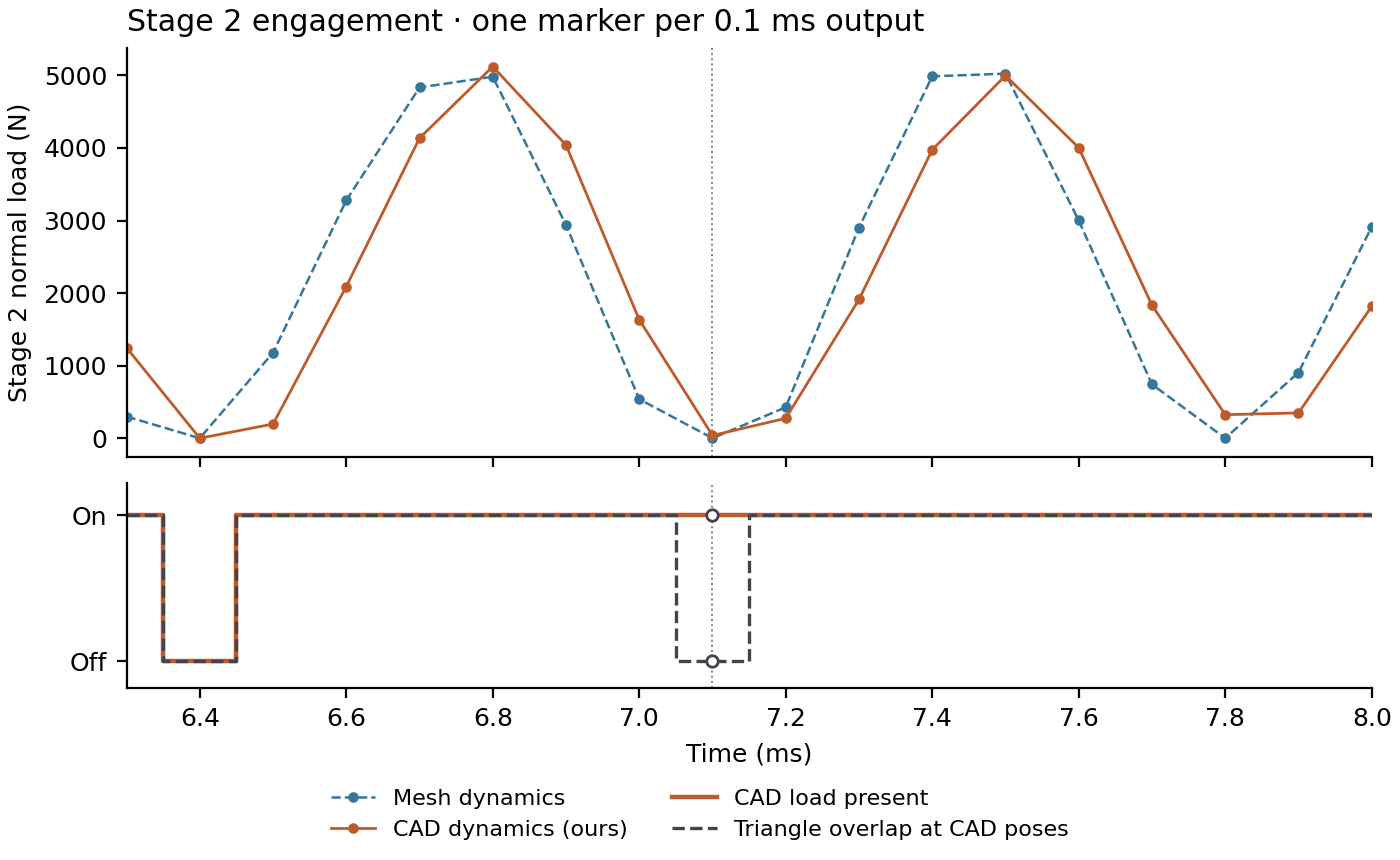 Stage 2 engagement · one marker per 0.1 ms output
Stage 2 normal load (N)
5000
4000
3000
2000
1000
0
On
Off
6.4 6.6 6.8 7.0 7.2 7.4 7.6 7.8 8.0
Time (ms)
Mesh dynamics
CAD dynamics (ours)
CAD load present
Triangle overlap at CAD poses